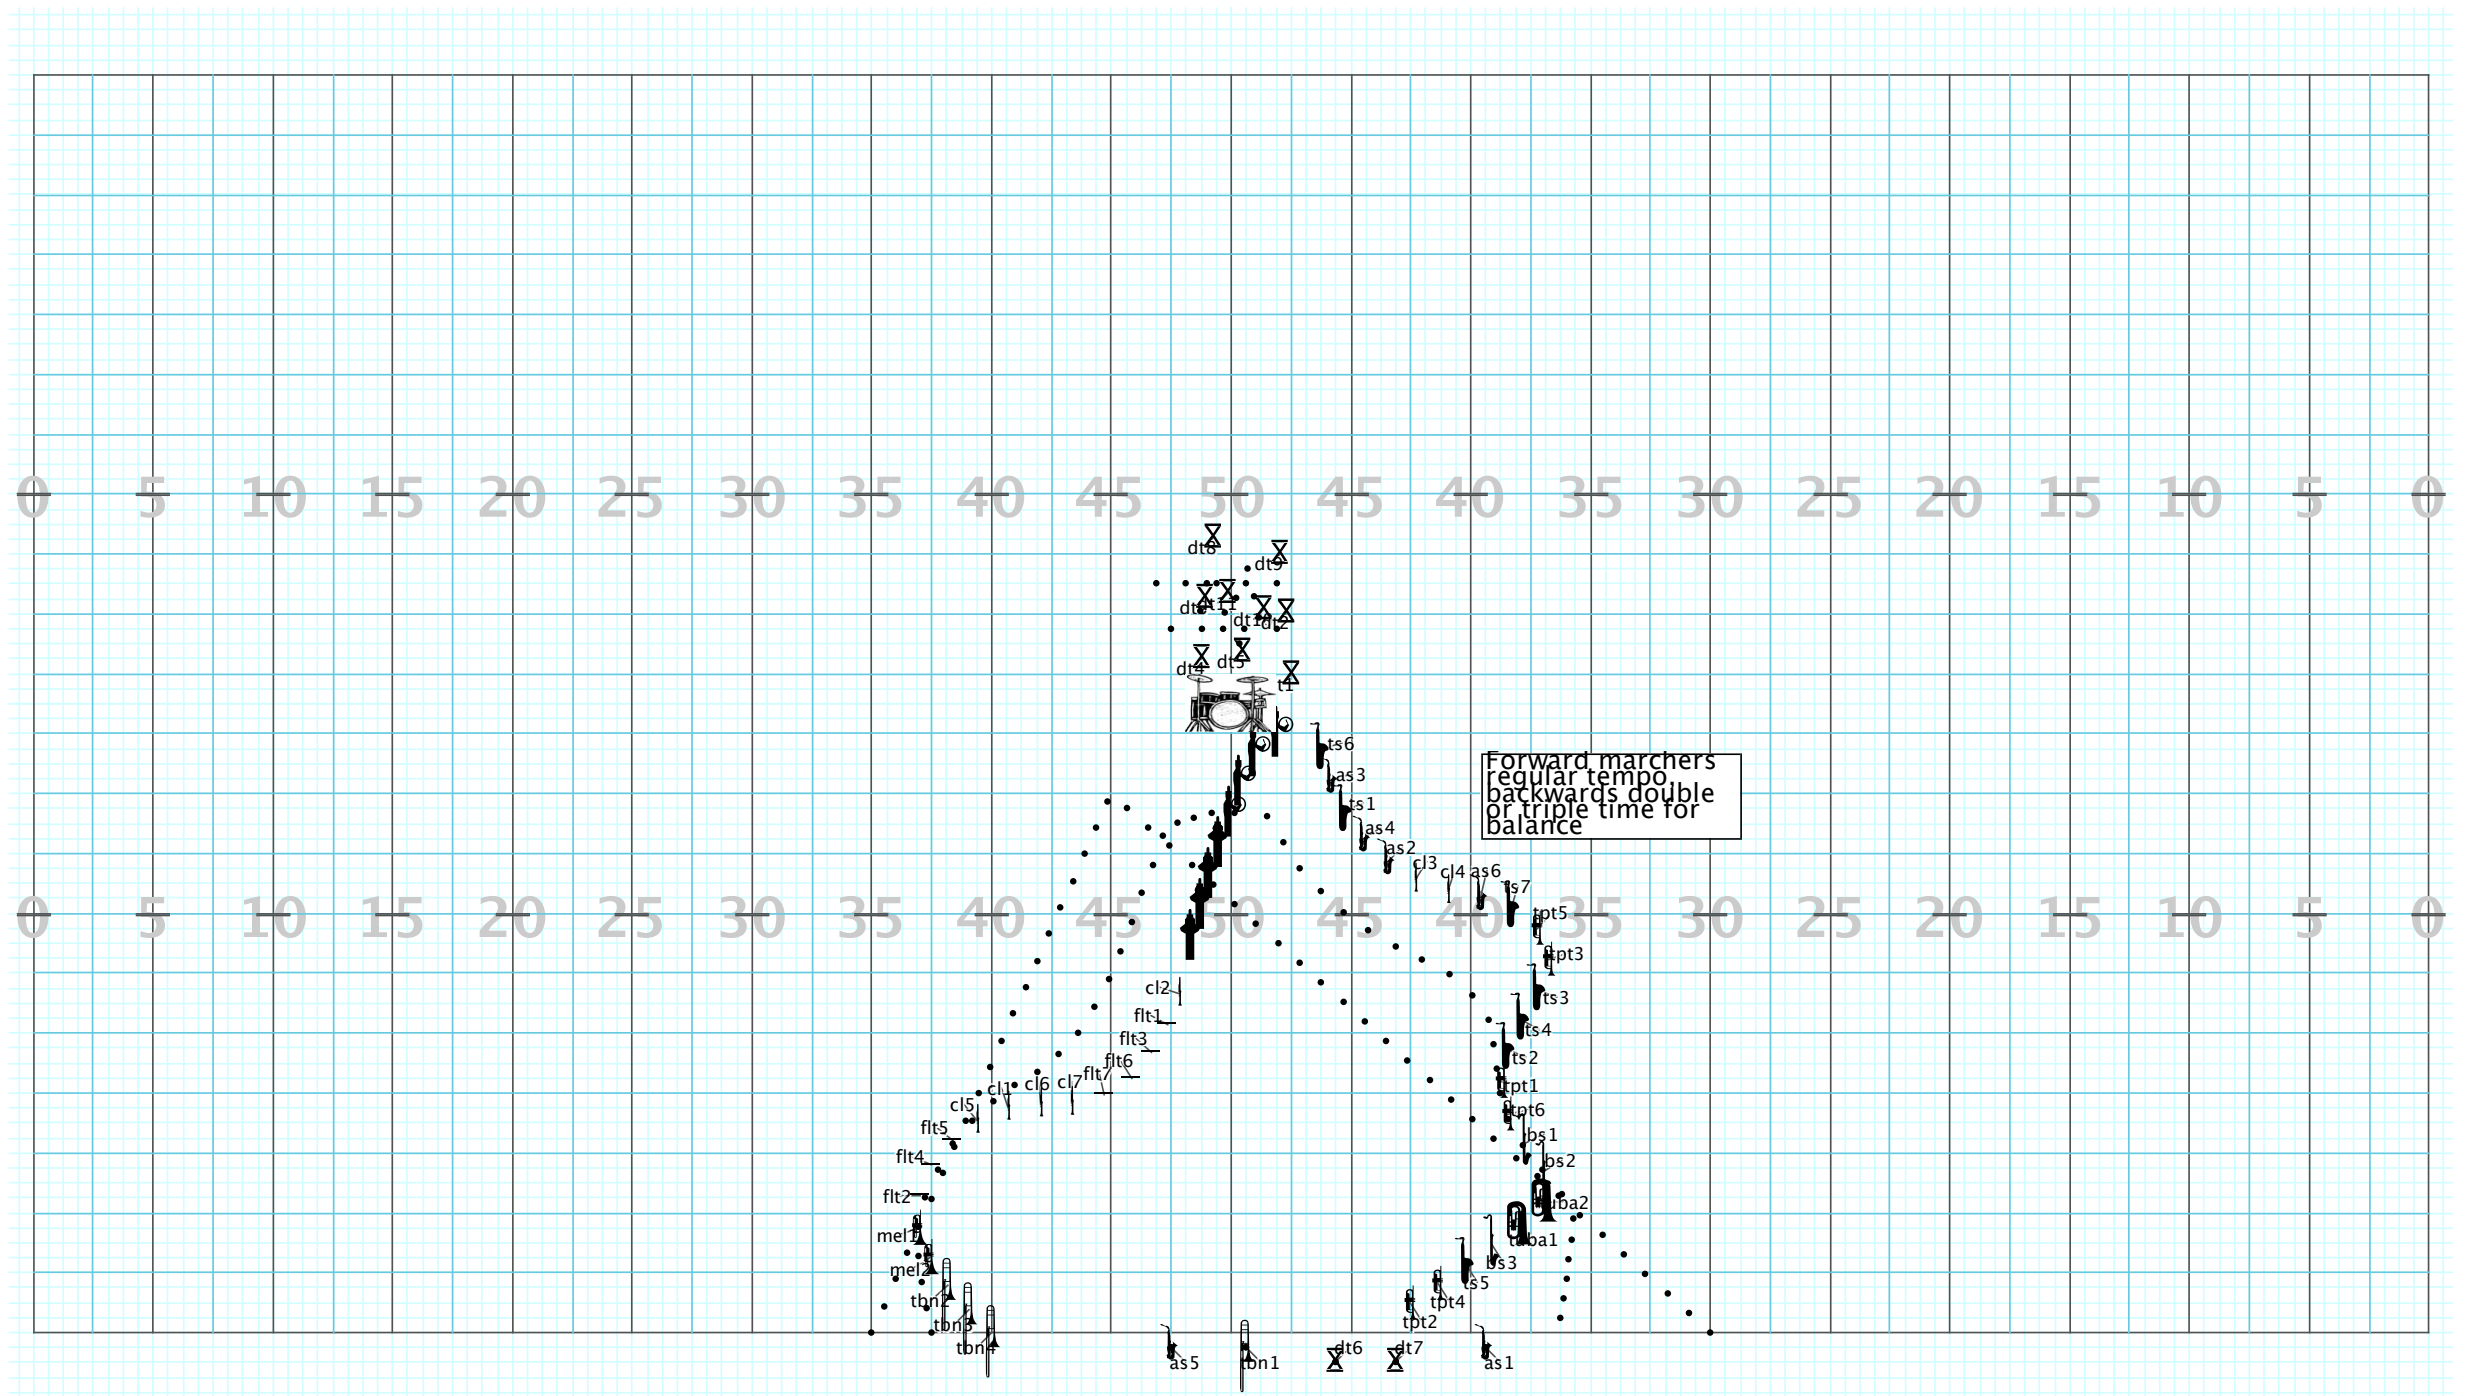 0 5 10 15 20 25 30 35 40 45 50 45 40 35 30 25 20 15 10 5 0
dt8
dt9
dt2
dt5
dt4
t1
ts6
as3
ts1
as4
as2
cl3
cl4 as6
ts7
Forward marchers
regular tempo,
backwards double
or triple time for
balance
0 5 10 15 20 25 30 35 40 45 50 45 40 35 30 25 20 15 10 5 0
tpt5
tpt3
cl2
ts3
flt1
ts4
flt3
ts2
flt6
flt7
cl7
cl6
cl1
tpt1
cl5
tpt6
flt5
bs1
flt4
bs2
flt2
uba2
mel1
tuba1
mel2
bs3
ts5
tbn2
tpt4
tbn3
tpt2
tbn4
dt6
dt7
as5
tbn1
as1